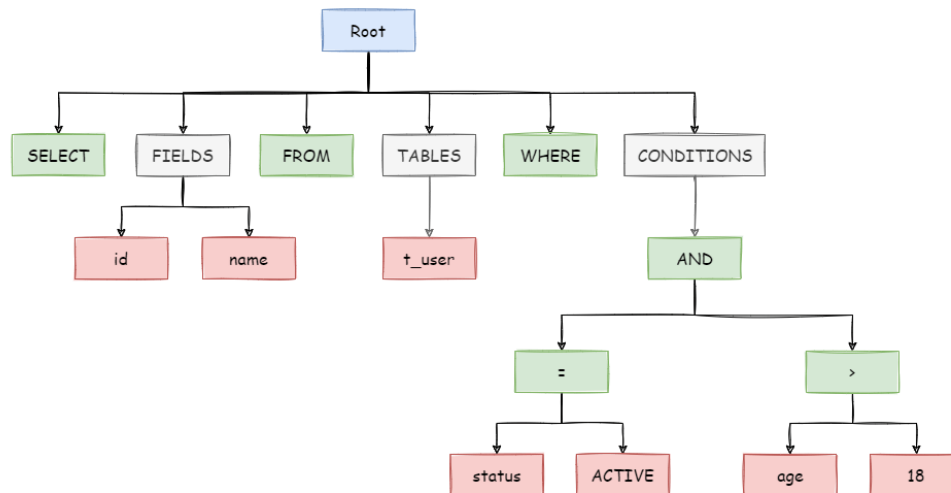 Root
SELECT FIELDS FROM TABLES WHERE CONDITIONS
id name t_user AND
= >
status ACTIVE age 18